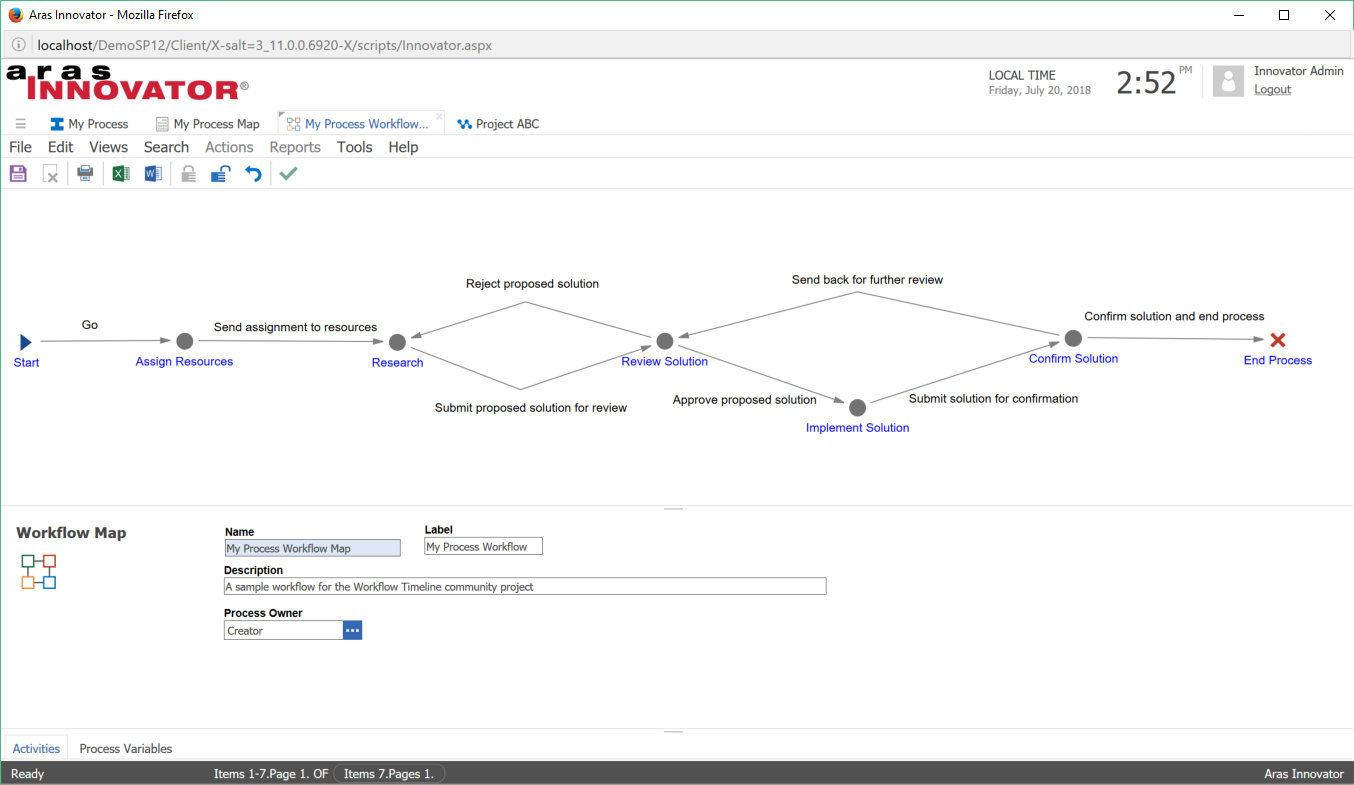 Aras Innovator - Mozilla Firefox
localhost/DemoSP12/Client/X-salt=3_11.0.0.6920-X/scripts/Innovator.aspx
aras
INNOVATOR®
LOCAL TIME
Friday, July 20, 2018
2:52 PM
Innovator Admin
Logout
My Process
My Process Map
My Process Workflow...
Project ABC
File Edit Views Search Actions Reports Tools Help
Reject proposed solution
Send back for further review
Go
Send assignment to resources
Confirm solution and end process
Start
Assign Resources
Research
Review Solution
Confirm Solution
End Process
Submit proposed solution for review
Approve proposed solution
Submit solution for confirmation
Implement Solution
Workflow Map
Name
My Process Workflow Map
Label
My Process Workflow
Description
A sample workflow for the Workflow Timeline community project
Process Owner
Creator
Activities
Process Variables
Ready
Items 1-7.Page 1. OF Items 7.Pages 1.
Aras Innovator